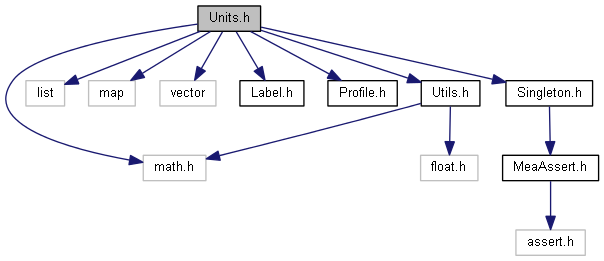 Units.h
list
map
vector
Label.h
Profile.h
Utils.h
Singleton.h
math.h
float.h
MeaAssert.h
assert.h